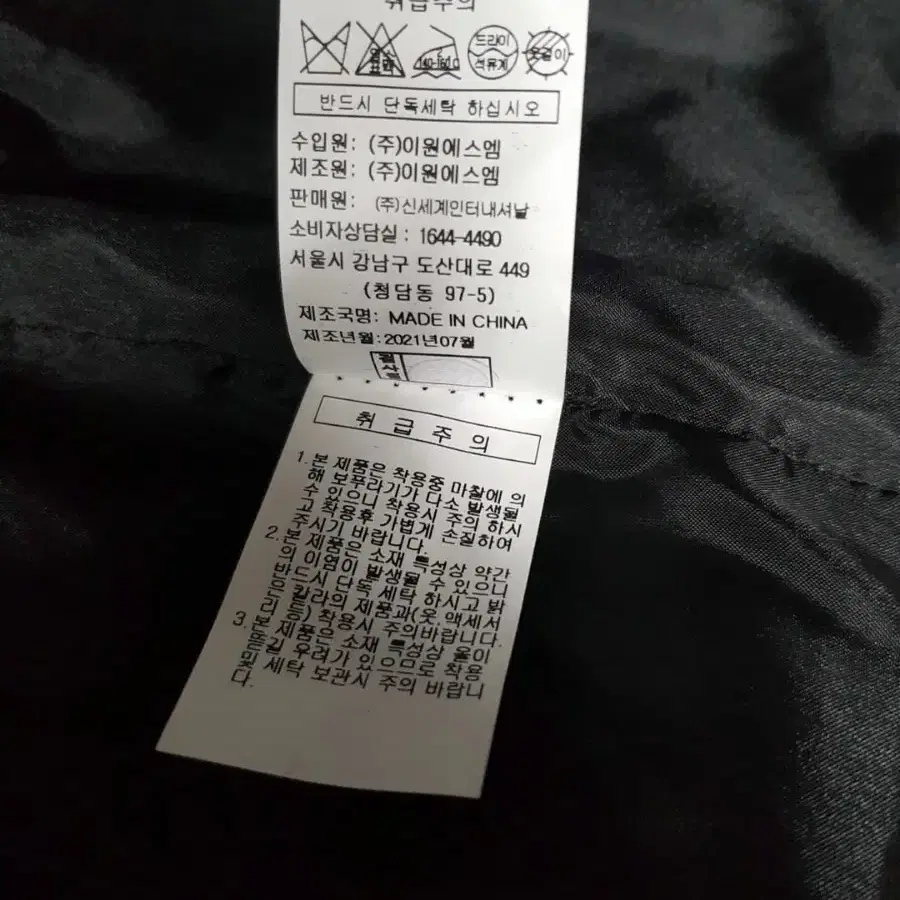 취급주의
염소
표백
140-160℃
드라이
석유계
옷걸이
반드시 단독세탁 하십시오
수입원: (주)이원에스엠
제조원: (주)이원에스엠
판매원: (주)신세계인터내셔날
소비자상담실 : 1644-4490
서울시 강남구 도산대로 449
(청담동 97-5)
제조국명: MADE IN CHINA
제조년월:2021년07월
취 급 주 의
1.본 제품은 착용중 마찰에 의
해 보푸라기가 다소 발생될
수 있으니 착용시 주의 하시
고 착용후 가볍게 손질하여
주시기 바랍니다.
2.본 제품은 소재 특성상 약간
의 이염이 발생될 수 있으니
반드시 단독 세탁 하시고 밝
은 칼라의 제품과(옷,액세서
리 등) 착용시 주의바랍니다.
3.본 제품은 소재 특성상 올이
길 우려가 있으므로 착용
및 세탁 보관시 주의 바랍니
다.